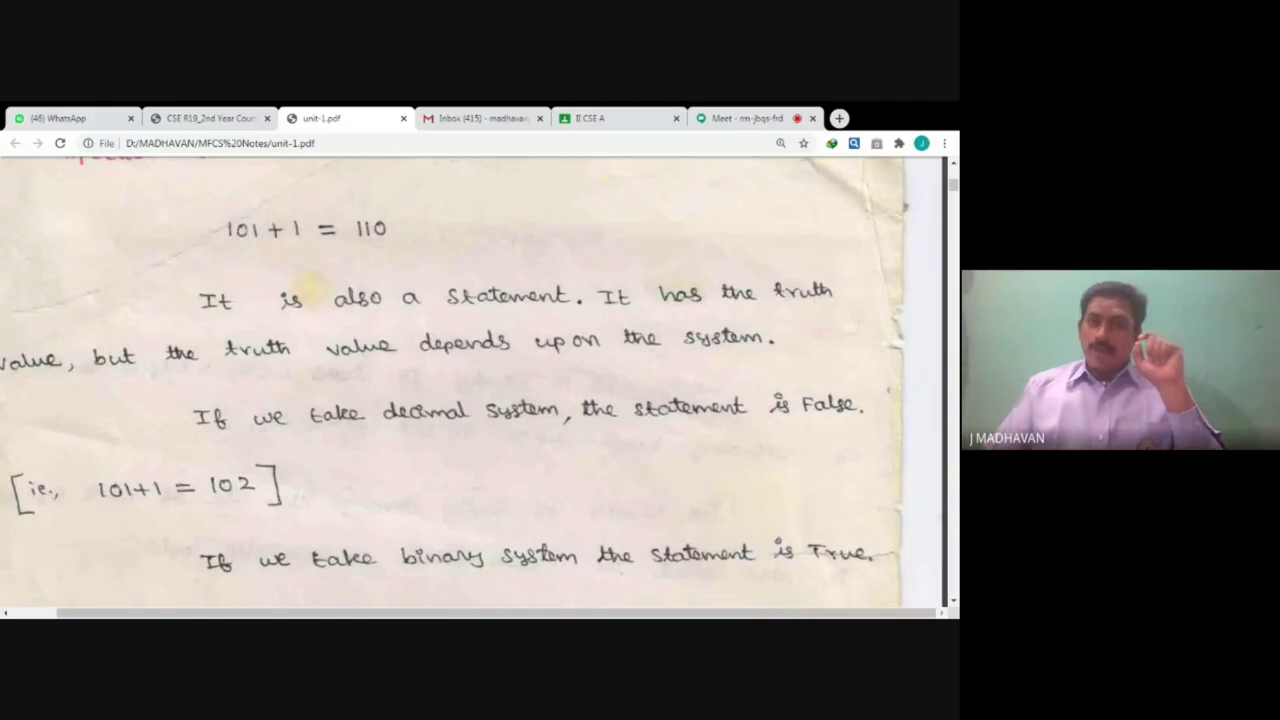 (46) WhatsApp
CSE R19_2nd Year Cour
unit-1.pdf
Inbox (415) - madhavan
II CSE A
Meet - rm-jbqs-frd
File D:/MADHAVAN/MFCS%20Notes/unit-1.pdf
J
101 + 1 = 110
It is also a statement. It has the truth
value, but the truth value depends upon the system.
If we take decimal system, the statement is False.
[ie., 101+1 = 102]
If we take binary system the statement is True.
J MADHAVAN